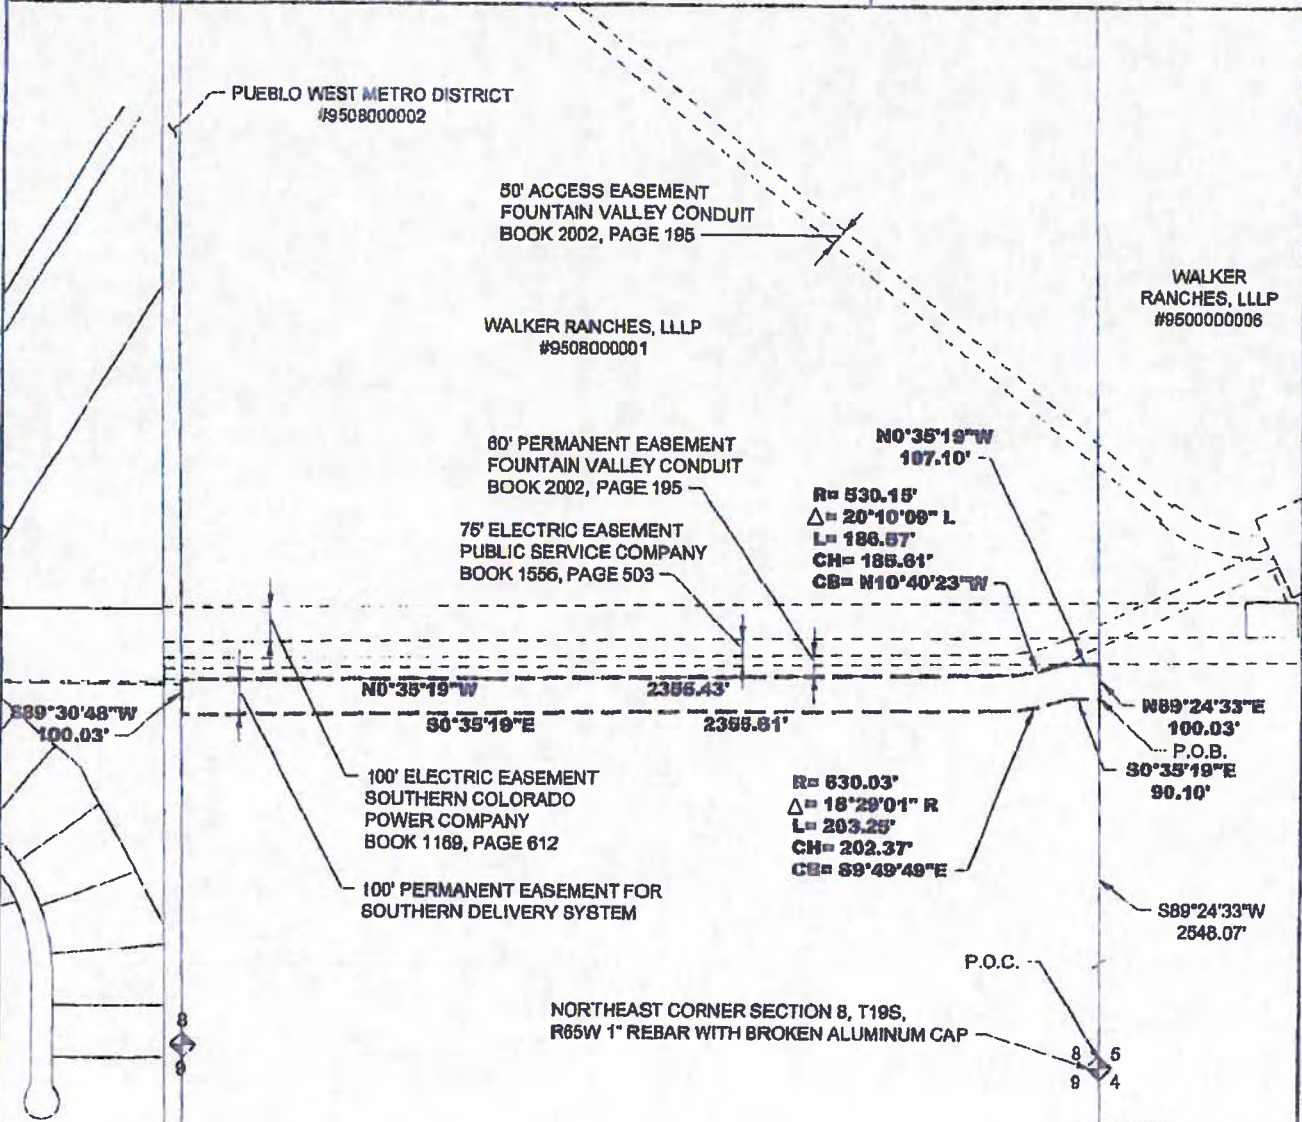 PUEBLO WEST METRO DISTRICT
#9508000002
50' ACCESS EASEMENT
FOUNTAIN VALLEY CONDUIT
BOOK 2002, PAGE 195
WALKER
RANCHES, LLLP
#9500000006
WALKER RANCHES, LLLP
#9508000001
60' PERMANENT EASEMENT
FOUNTAIN VALLEY CONDUIT
BOOK 2002, PAGE 195
N0°35'19"W
107.10'
R= 530.15'
Δ= 20°10'09" L
L= 186.67'
CH= 185.61'
CB= N10°40'23"W
75' ELECTRIC EASEMENT
PUBLIC SERVICE COMPANY
BOOK 1556, PAGE 503
N0°35'19"W
S0°35'19"E
S89°30'48"W
100.03'
N89°24'33"E
100.03'
P.O.B.
S0°35'19"E
90.10'
100' ELECTRIC EASEMENT
SOUTHERN COLORADO
POWER COMPANY
BOOK 1169, PAGE 612
R= 630.03'
Δ= 18°29'01" R
L= 203.25'
CH= 202.37'
CB= S9°49'49"E
100' PERMANENT EASEMENT FOR
SOUTHERN DELIVERY SYSTEM
S89°24'33"W
2548.07'
P.O.C.
NORTHEAST CORNER SECTION 8, T19S,
R65W 1" REBAR WITH BROKEN ALUMINUM CAP
8
9
8 5
9 4